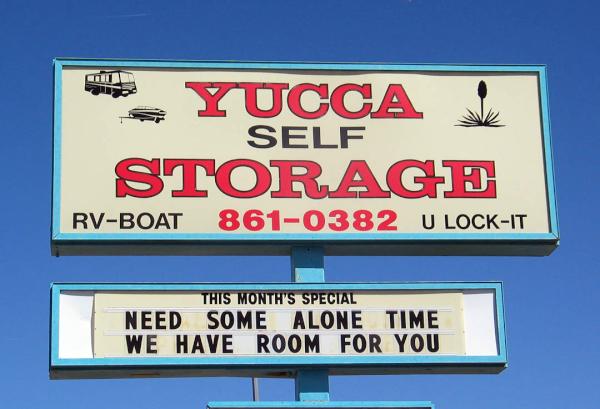 YUCCA
SELF
STORAGE
RV-BOAT 861-0382 U LOCK-IT
THIS MONTH'S SPECIAL
NEED SOME ALONE TIME
WE HAVE ROOM FOR YOU